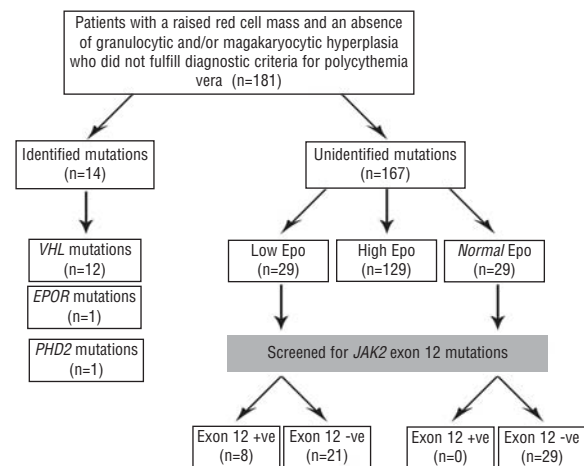 Patients with a raised red cell mass and an absence
of granulocytic and/or magakaryocytic hyperplasia
who did not fulfill diagnostic criteria for polycythemia
vera (n=181)
Identified mutations
(n=14)
Unidentified mutations
(n=167)
VHL mutations
(n=12)
EPOR mutations
(n=1)
PHD2 mutations
(n=1)
Low Epo
(n=29)
High Epo
(n=129)
Normal Epo
(n=29)
Screened for JAK2 exon 12 mutations
Exon 12 +ve
(n=8)
Exon 12 -ve
(n=21)
Exon 12 +ve
(n=0)
Exon 12 -ve
(n=29)